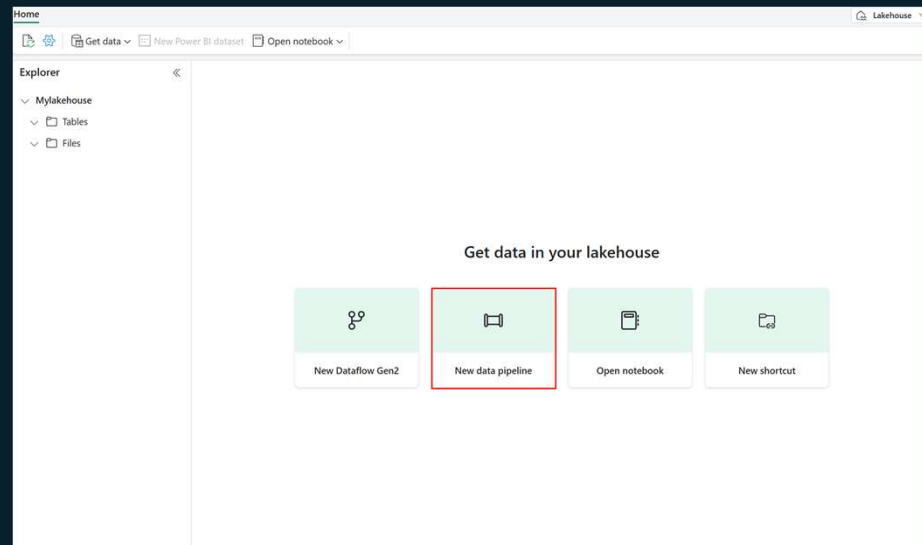 Home
Lakehouse
Get data
New Power BI dataset
Open notebook
Explorer
Mylakehouse
Tables
Files
Get data in your lakehouse
New Dataflow Gen2
New data pipeline
Open notebook
New shortcut